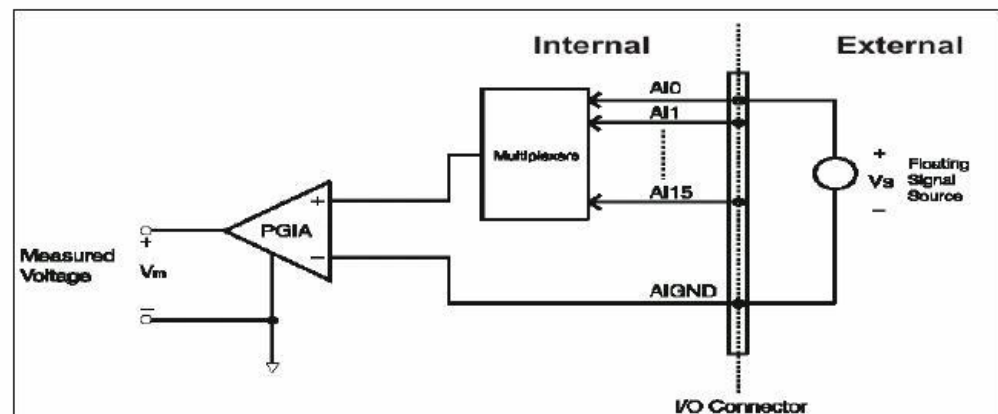 Internal
External
AI0
AI1
Multiplexers
AI15
+
Vs
−
Floating
Signal
Source
+
PGIA
−
Measured
Voltage
+
Vm
−
AIGND
I/O Connector